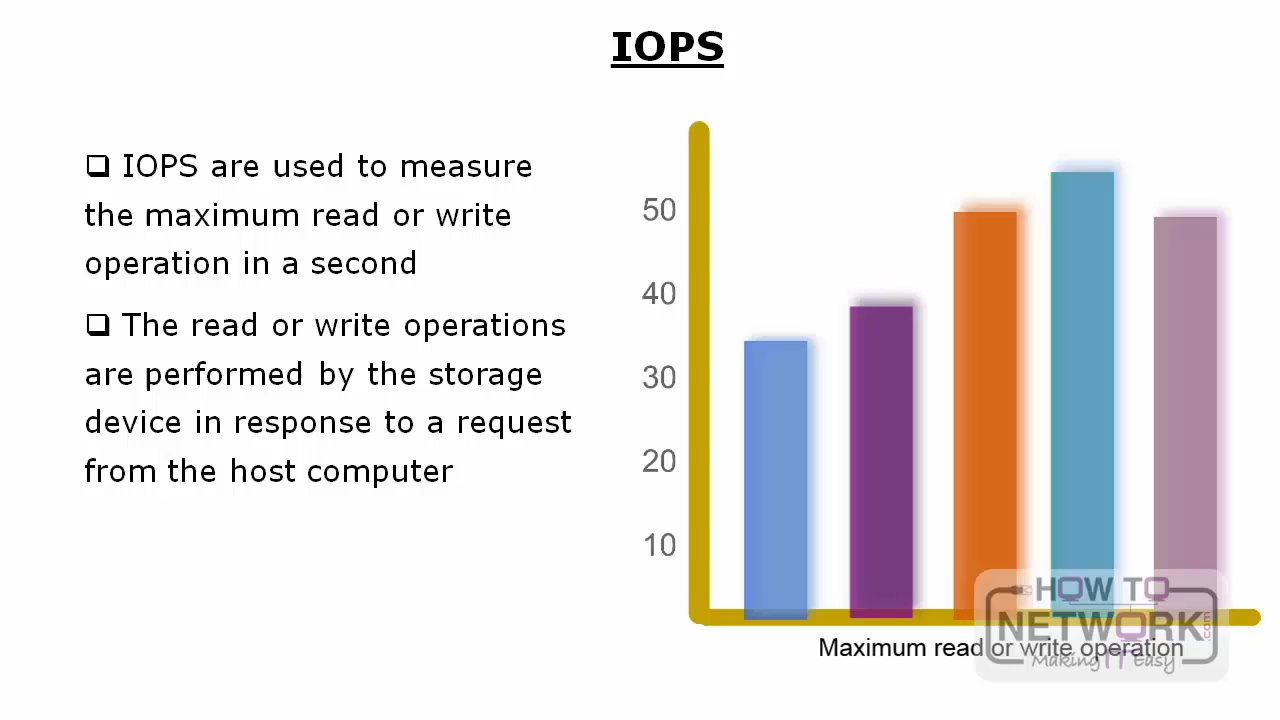 IOPS
❑ IOPS are used to measure
the maximum read or write
operation in a second
❑ The read or write operations
are performed by the storage
device in response to a request
from the host computer
50
40
30
20
10
Maximum read or write operation
HOW TO
NETWORK.com
Making IT Easy